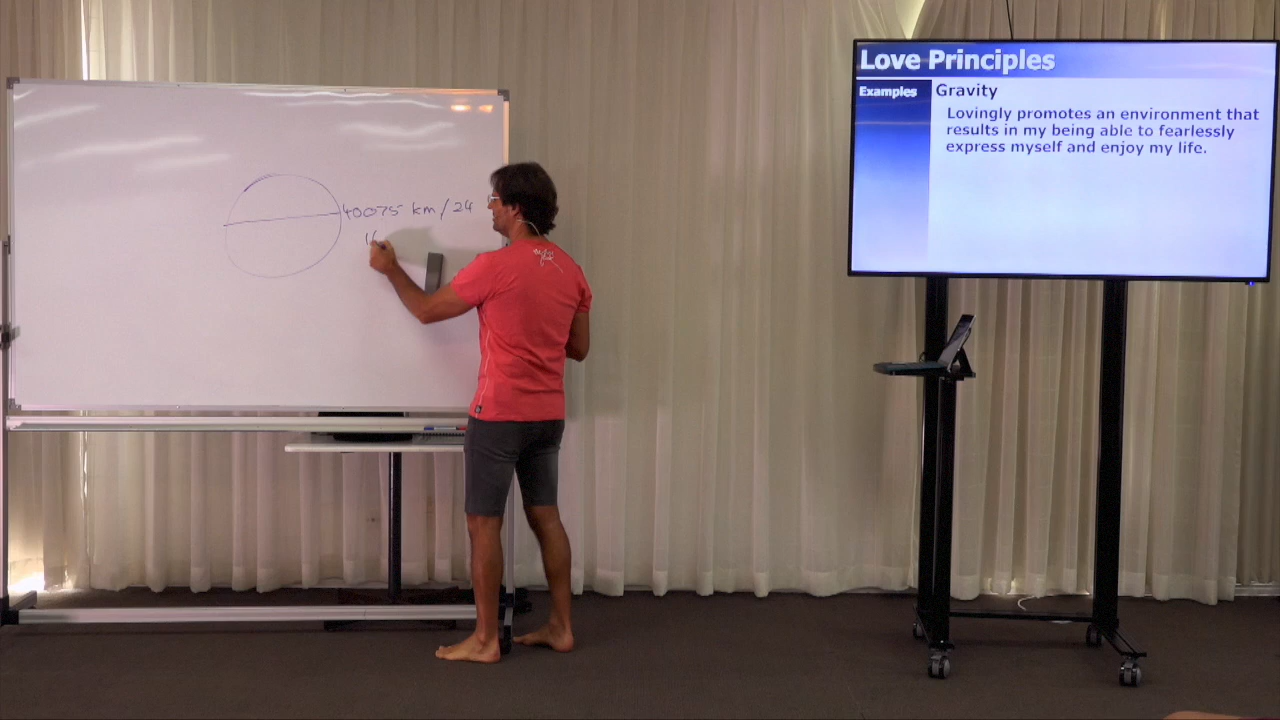 40075 km/24
16
Love Principles
Examples
Gravity
Lovingly promotes an environment that
results in my being able to fearlessly
express myself and enjoy my life.